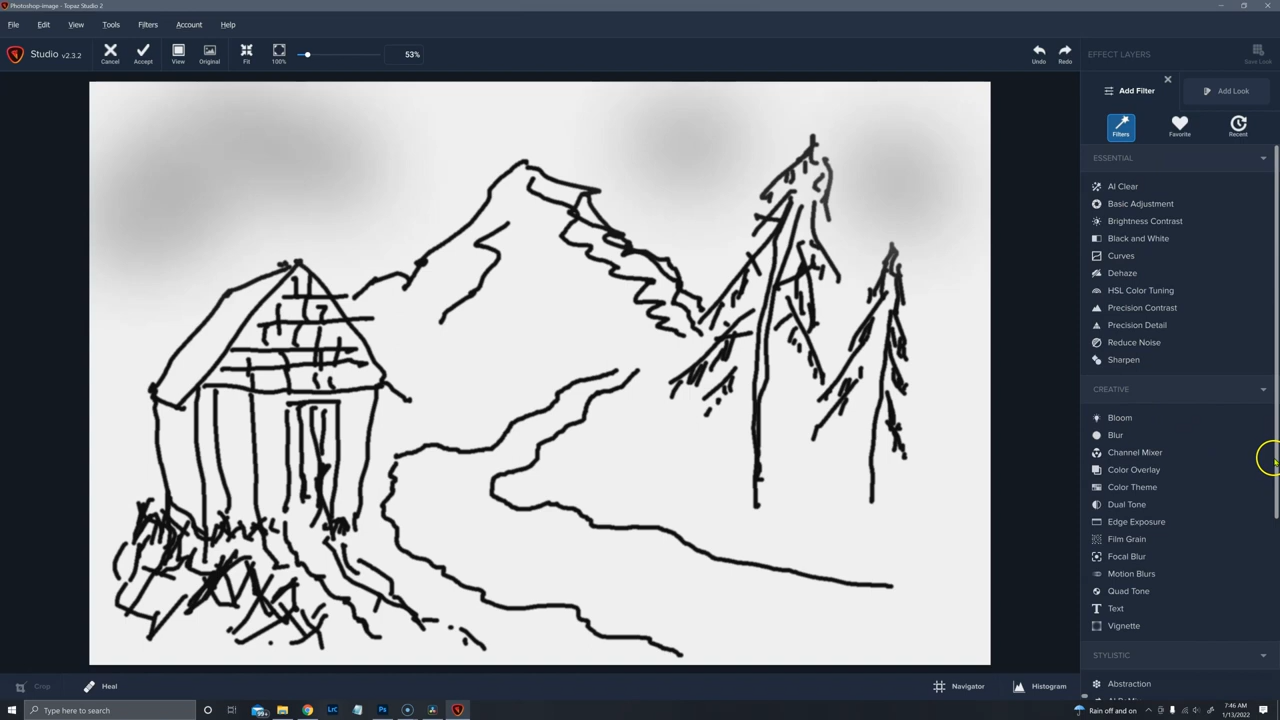 Photoshop-image - Topaz Studio 2
File Edit View Tools Filters Account Help
Studio v2.3.2
Cancel Accept View Original Fit 100% 53% Undo Redo
EFFECT LAYERS
Save Look
Add Filter
Add Look
Filters Favorite Recent
ESSENTIAL
AI Clear
Basic Adjustment
Brightness Contrast
Black and White
Curves
Dehaze
HSL Color Tuning
Precision Contrast
Precision Detail
Reduce Noise
Sharpen
CREATIVE
Bloom
Blur
Channel Mixer
Color Overlay
Color Theme
Dual Tone
Edge Exposure
Film Grain
Focal Blur
Motion Blurs
Quad Tone
Text
Vignette
STYLISTIC
Abstraction
Crop Heal Navigator Histogram
Type here to search
99+
LrC
Ps
Rain off and on
7:46 AM
1/13/2022